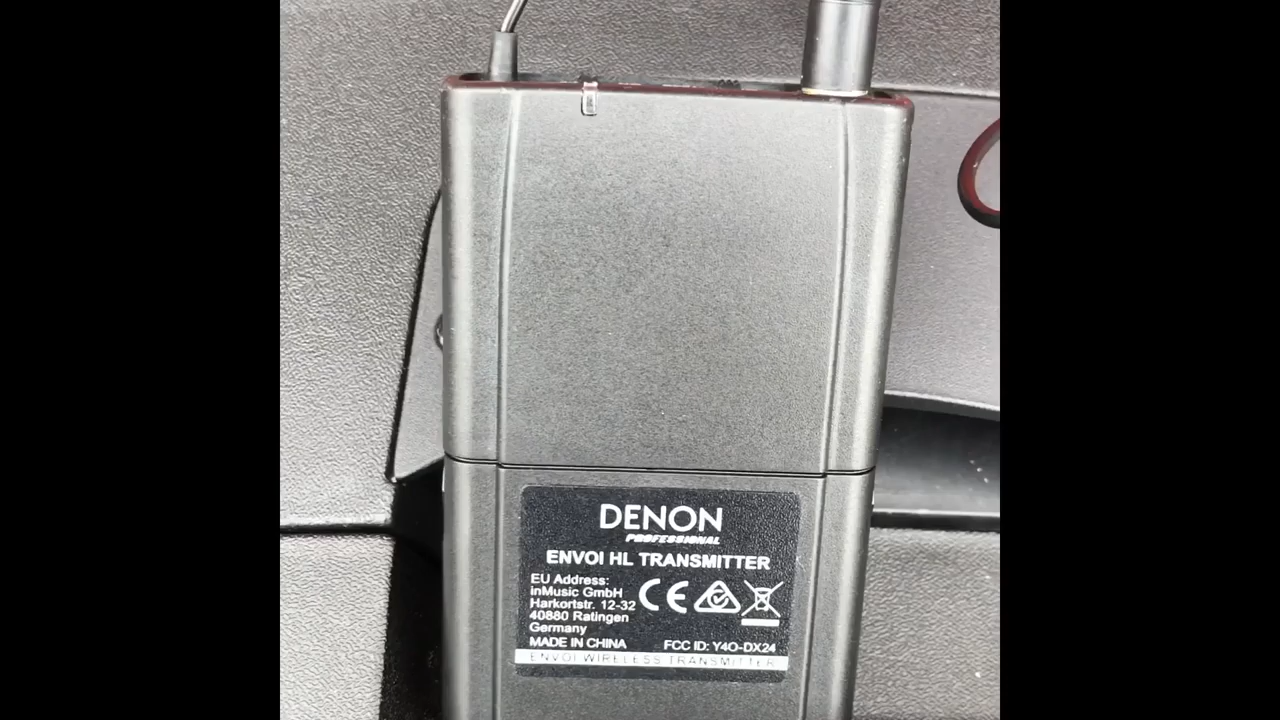 DENON
PROFESSIONAL
ENVOI HL TRANSMITTER
EU Address:
inMusic GmbH
Harkortstr. 12-32
40880 Ratingen
Germany
CE
MADE IN CHINA FCC ID: Y4O-DX24
ENVOI WIRELESS TRANSMITTER